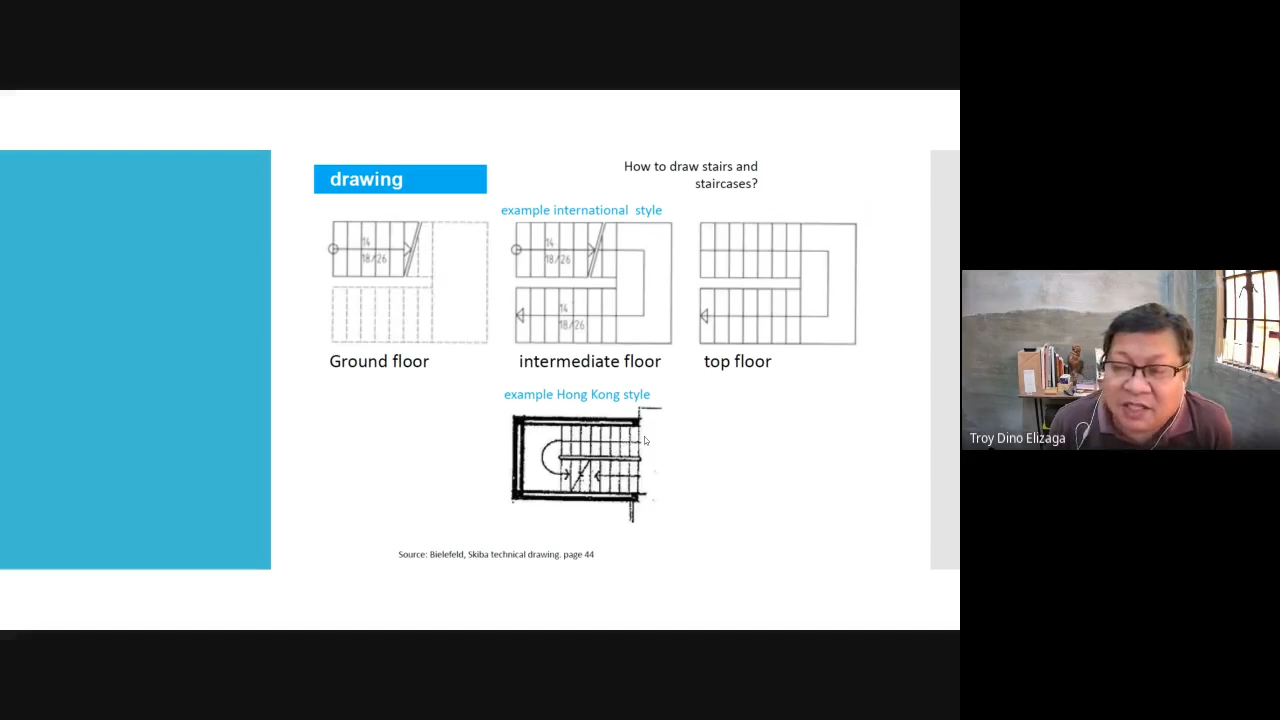 drawing
How to draw stairs and
staircases?
example international style
14
18/26
14
18/26
14
18/26
Ground floor
intermediate floor
top floor
example Hong Kong style
Source: Bielefeld, Skiba technical drawing. page 44
Troy Dino Elizaga